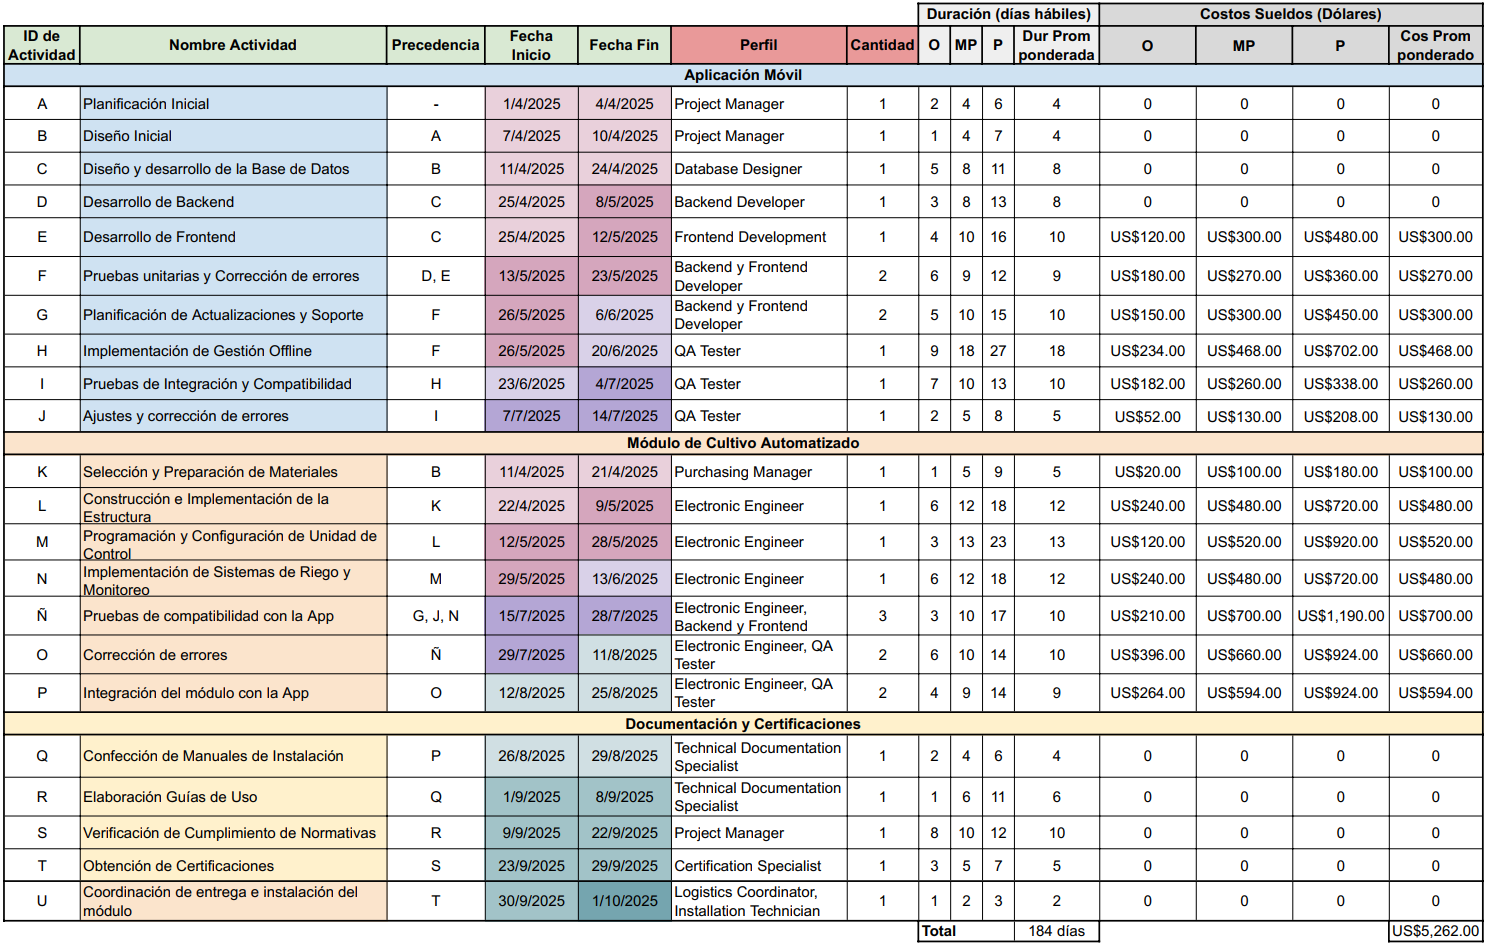 Duración (días hábiles) Costos Sueldos (Dólares)
ID de Actividad Nombre Actividad Precedencia Fecha Inicio Fecha Fin Perfil Cantidad O MP P Dur Prom ponderada O MP P Cos Prom ponderado
Aplicación Móvil
A Planificación Inicial - 1/4/2025 4/4/2025 Project Manager 1 2 4 6 4 0 0 0 0
B Diseño Inicial A 7/4/2025 10/4/2025 Project Manager 1 1 4 7 4 0 0 0 0
C Diseño y desarrollo de la Base de Datos B 11/4/2025 24/4/2025 Database Designer 1 5 8 11 8 0 0 0 0
D Desarrollo de Backend C 25/4/2025 8/5/2025 Backend Developer 1 3 8 13 8 0 0 0 0
E Desarrollo de Frontend C 25/4/2025 12/5/2025 Frontend Development 1 4 10 16 10 US$120.00 US$300.00 US$480.00 US$300.00
F Pruebas unitarias y Corrección de errores D, E 13/5/2025 23/5/2025 Backend y Frontend Developer 2 6 9 12 9 US$180.00 US$270.00 US$360.00 US$270.00
G Planificación de Actualizaciones y Soporte F 26/5/2025 6/6/2025 Backend y Frontend Developer 2 5 10 15 10 US$150.00 US$300.00 US$450.00 US$300.00
H Implementación de Gestión Offline F 26/5/2025 20/6/2025 QA Tester 1 9 18 27 18 US$234.00 US$468.00 US$702.00 US$468.00
I Pruebas de Integración y Compatibilidad H 23/6/2025 4/7/2025 QA Tester 1 7 10 13 10 US$182.00 US$260.00 US$338.00 US$260.00
J Ajustes y corrección de errores I 7/7/2025 14/7/2025 QA Tester 1 2 5 8 5 US$52.00 US$130.00 US$208.00 US$130.00
Módulo de Cultivo Automatizado
K Selección y Preparación de Materiales B 11/4/2025 21/4/2025 Purchasing Manager 1 1 5 9 5 US$20.00 US$100.00 US$180.00 US$100.00
L Construcción e Implementación de la Estructura K 22/4/2025 9/5/2025 Electronic Engineer 1 6 12 18 12 US$240.00 US$480.00 US$720.00 US$480.00
M Programación y Configuración de Unidad de Control L 12/5/2025 28/5/2025 Electronic Engineer 1 3 13 23 13 US$120.00 US$520.00 US$920.00 US$520.00
N Implementación de Sistemas de Riego y Monitoreo M 29/5/2025 13/6/2025 Electronic Engineer 1 6 12 18 12 US$240.00 US$480.00 US$720.00 US$480.00
Ñ Pruebas de compatibilidad con la App G, J, N 15/7/2025 28/7/2025 Electronic Engineer, Backend y Frontend 3 3 10 17 10 US$210.00 US$700.00 US$1,190.00 US$700.00
O Corrección de errores Ñ 29/7/2025 11/8/2025 Electronic Engineer, QA Tester 2 6 10 14 10 US$396.00 US$660.00 US$924.00 US$660.00
P Integración del módulo con la App O 12/8/2025 25/8/2025 Electronic Engineer, QA Tester 2 4 9 14 9 US$264.00 US$594.00 US$924.00 US$594.00
Documentación y Certificaciones
Q Confección de Manuales de Instalación P 26/8/2025 29/8/2025 Technical Documentation Specialist 1 2 4 6 4 0 0 0 0
R Elaboración Guías de Uso Q 1/9/2025 8/9/2025 Technical Documentation Specialist 1 1 6 11 6 0 0 0 0
S Verificación de Cumplimiento de Normativas R 9/9/2025 22/9/2025 Project Manager 1 8 10 12 10 0 0 0 0
T Obtención de Certificaciones S 23/9/2025 29/9/2025 Certification Specialist 1 3 5 7 5 0 0 0 0
U Coordinación de entrega e instalación del módulo T 30/9/2025 1/10/2025 Logistics Coordinator, Installation Technician 1 1 2 3 2 0 0 0 0
Total 184 días US$5,262.00